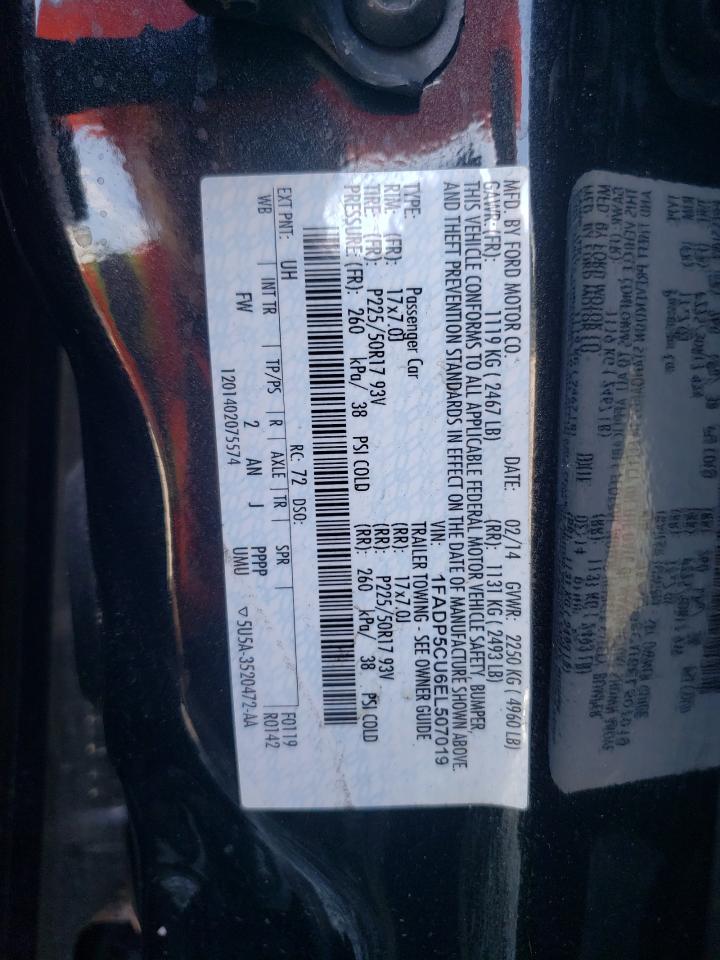 MFD. BY FORD MOTOR CO. DATE: 02/14 GVWR: 2250 KG ( 4960 LB)
GAWR: (FR): 1119 KG ( 2467 LB) (RR): 1131 KG ( 2493 LB)
THIS VEHICLE CONFORMS TO ALL APPLICABLE FEDERAL MOTOR VEHICLE SAFETY, BUMPER,
AND THEFT PREVENTION STANDARDS IN EFFECT ON THE DATE OF MANUFACTURE SHOWN ABOVE.
VIN: 1FADP5CU6EL507019
TYPE: Passenger Car TRAILER TOWING - SEE OWNER GUIDE
RIM: (FR): 17x7.0J (RR): 17x7.0J
TIRE: (FR): P225/50R17 93V (RR): P225/50R17 93V
PRESSURE: (FR): 260 kPa/ 38 PSI COLD (RR): 260 kPa/ 38 PSI COLD
EXT PNT: UH RC: 72 DSO: F0119
WB INT TR TP/PS R AXLE TR SPR R0142
FW 2 AN J PPPP
UMU
1201402075574 ▽5U5A-3520472-AA